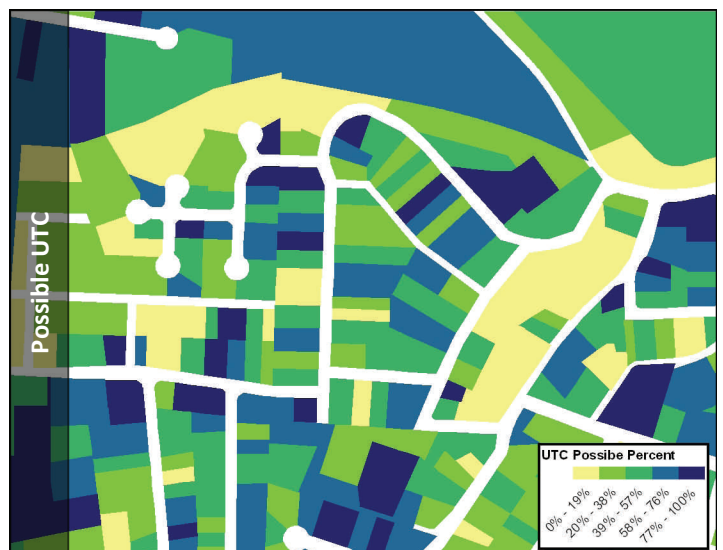 Possible UTC
UTC Possibe Percent
0% - 19%
20% - 38%
39% - 57%
58% - 76%
77% - 100%